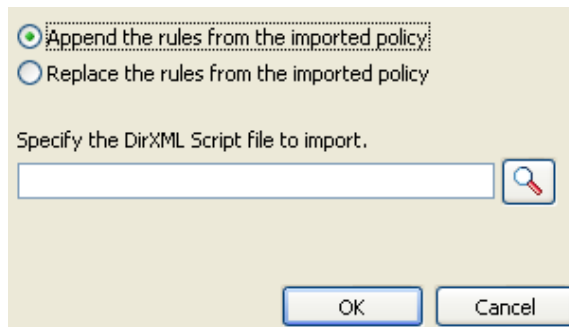 Append the rules from the imported policy
Replace the rules from the imported policy
Specify the DirXML Script file to import.
OK Cancel